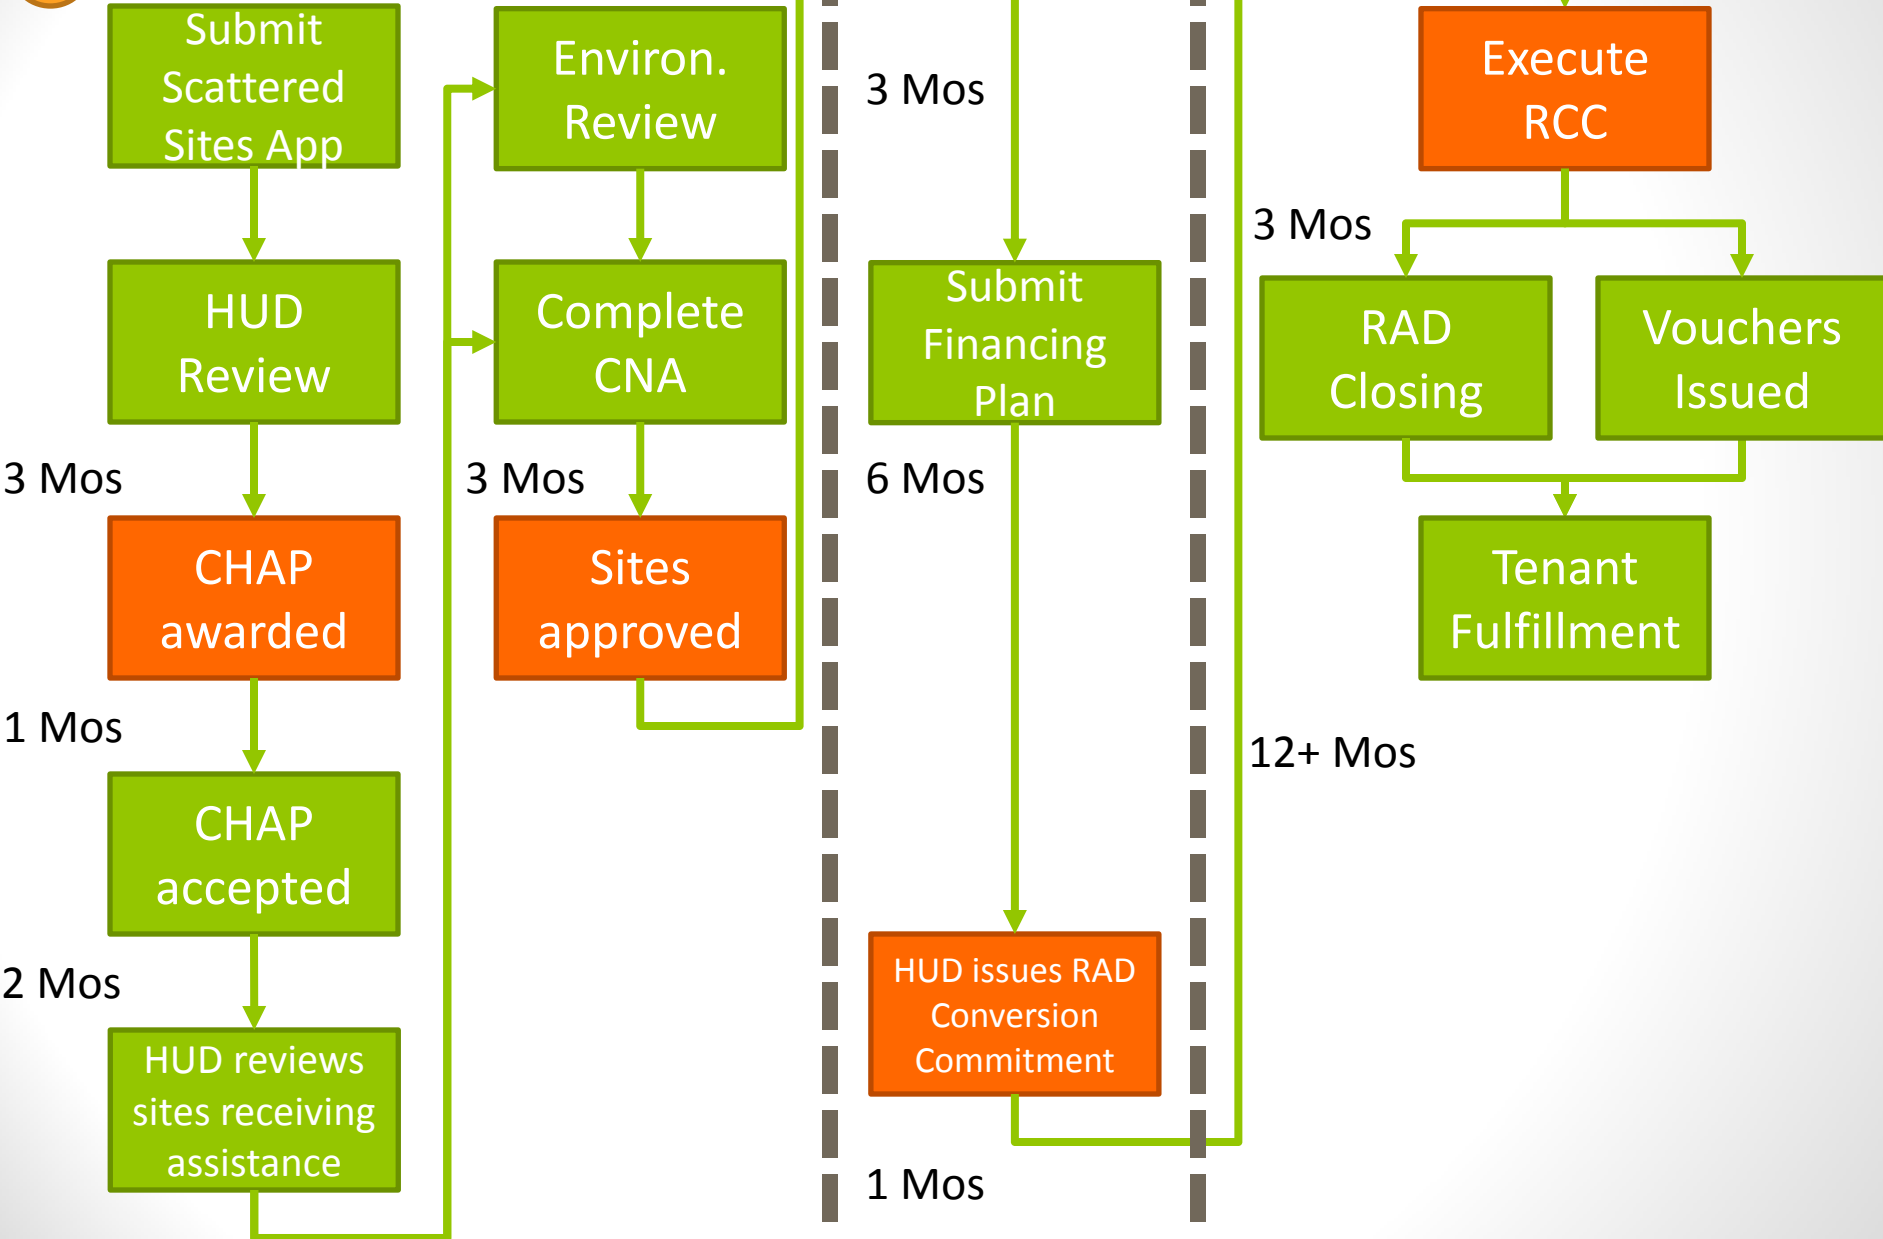 Submit
Scattered
Sites App
HUD
Review
3 Mos
CHAP
awarded
1 Mos
CHAP
accepted
2 Mos
HUD reviews
sites receiving
assistance
Environ.
Review
Complete
CNA
3 Mos
Sites
approved
3 Mos
Submit
Financing
Plan
6 Mos
HUD issues RAD
Conversion
Commitment
1 Mos
Execute
RCC
3 Mos
RAD
Closing
Vouchers
Issued
Tenant
Fulfillment
12+ Mos